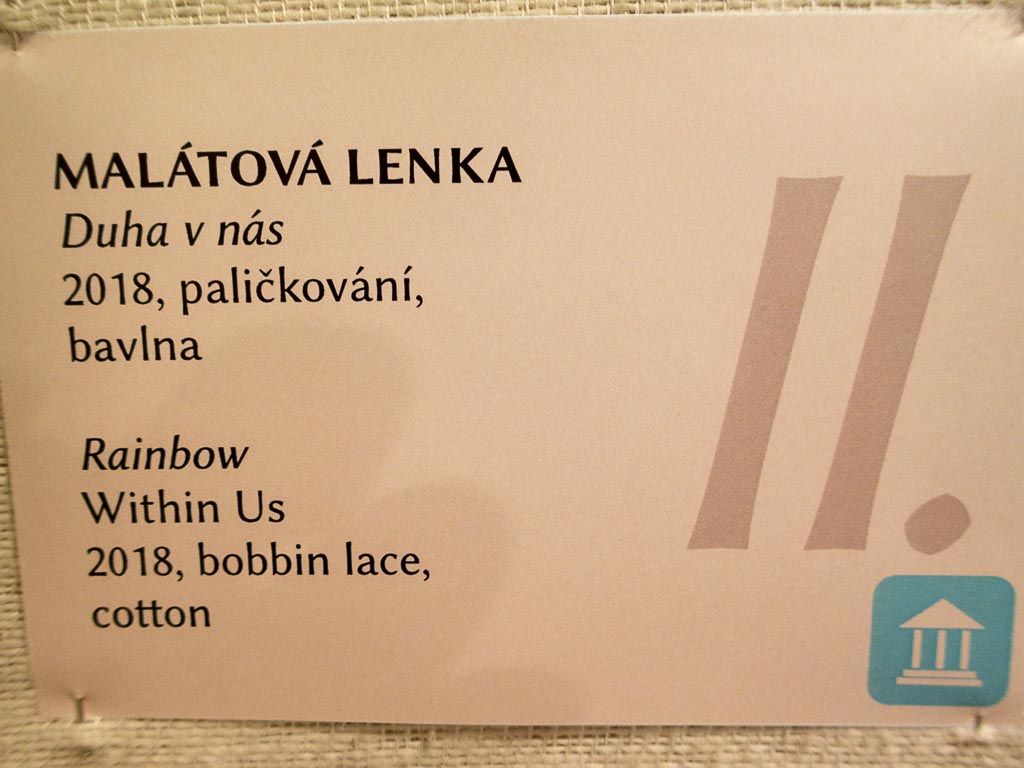 MALÁTOVÁ LENKA
Duha v nás
2018, paličkování,
bavlna
Rainbow
Within Us
2018, bobbin lace,
cotton
II.